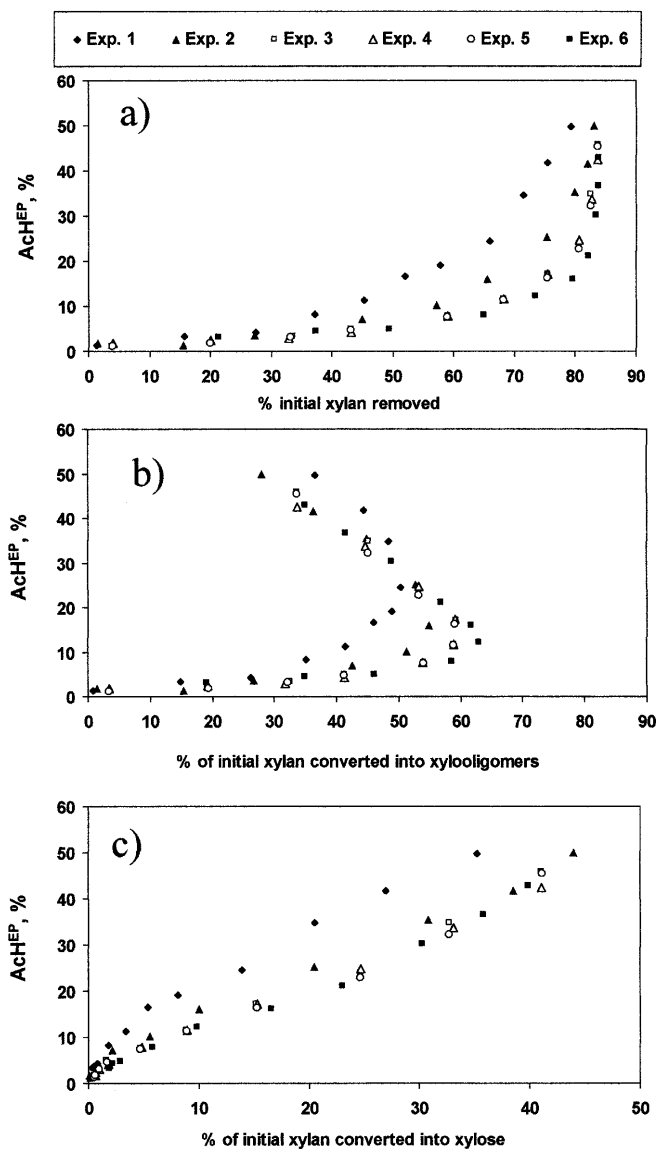 Exp. 1 Exp. 2 Exp. 3 Exp. 4 Exp. 5 Exp. 6
a)
AcH^EP, %
60
50
40
30
20
10
0
0 10 20 30 40 50 60 70 80 90
% initial xylan removed
b)
AcH^EP, %
60
50
40
30
20
10
0
0 10 20 30 40 50 60 70 80 90
% of initial xylan converted into xylooligomers
c)
AcH^EP, %
60
50
40
30
20
10
0
0 10 20 30 40 50
% of initial xylan converted into xylose